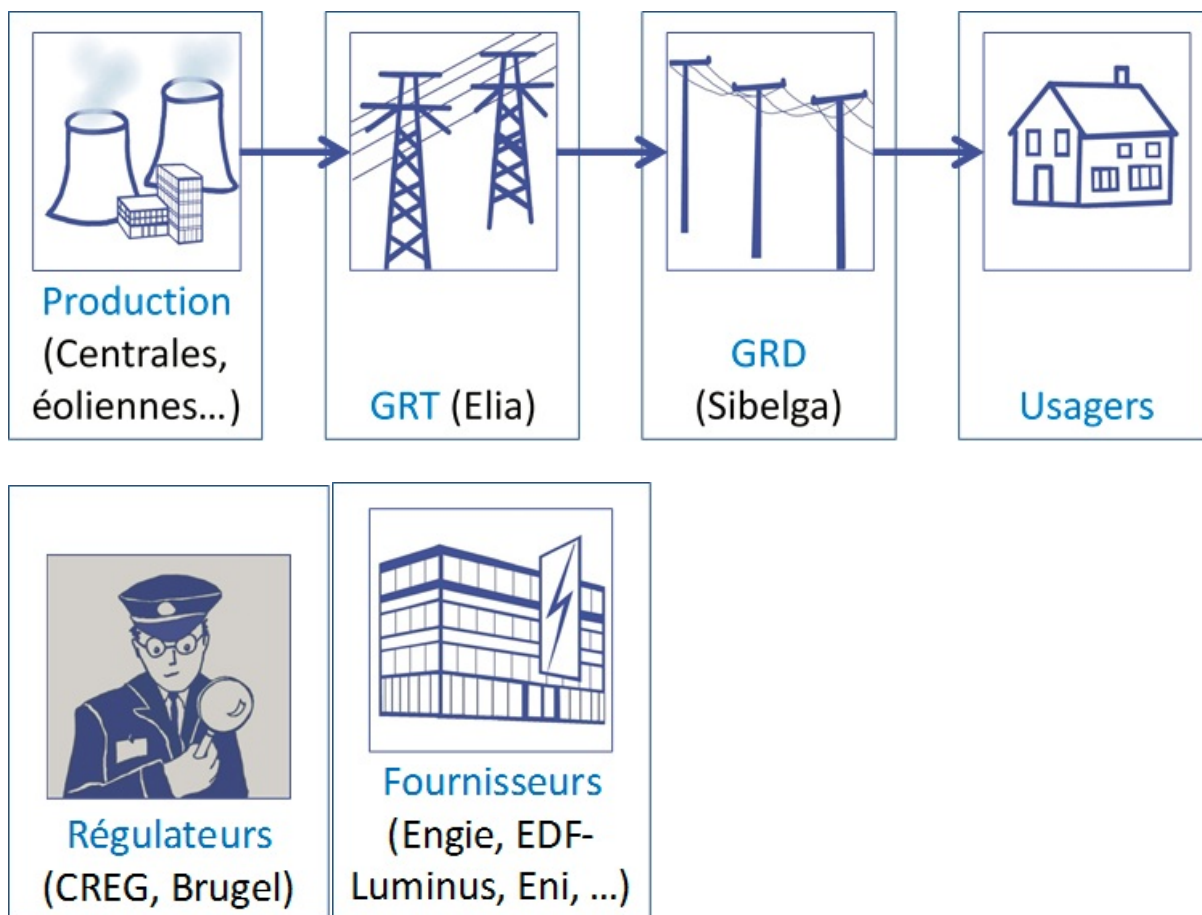 Production
(Centrales,
éoliennes...)
GRT (Elia)
GRD
(Sibelga)
Usagers
Régulateurs
(CREG, Brugel)
Fournisseurs
(Engie, EDF-
Luminus, Eni, ...)